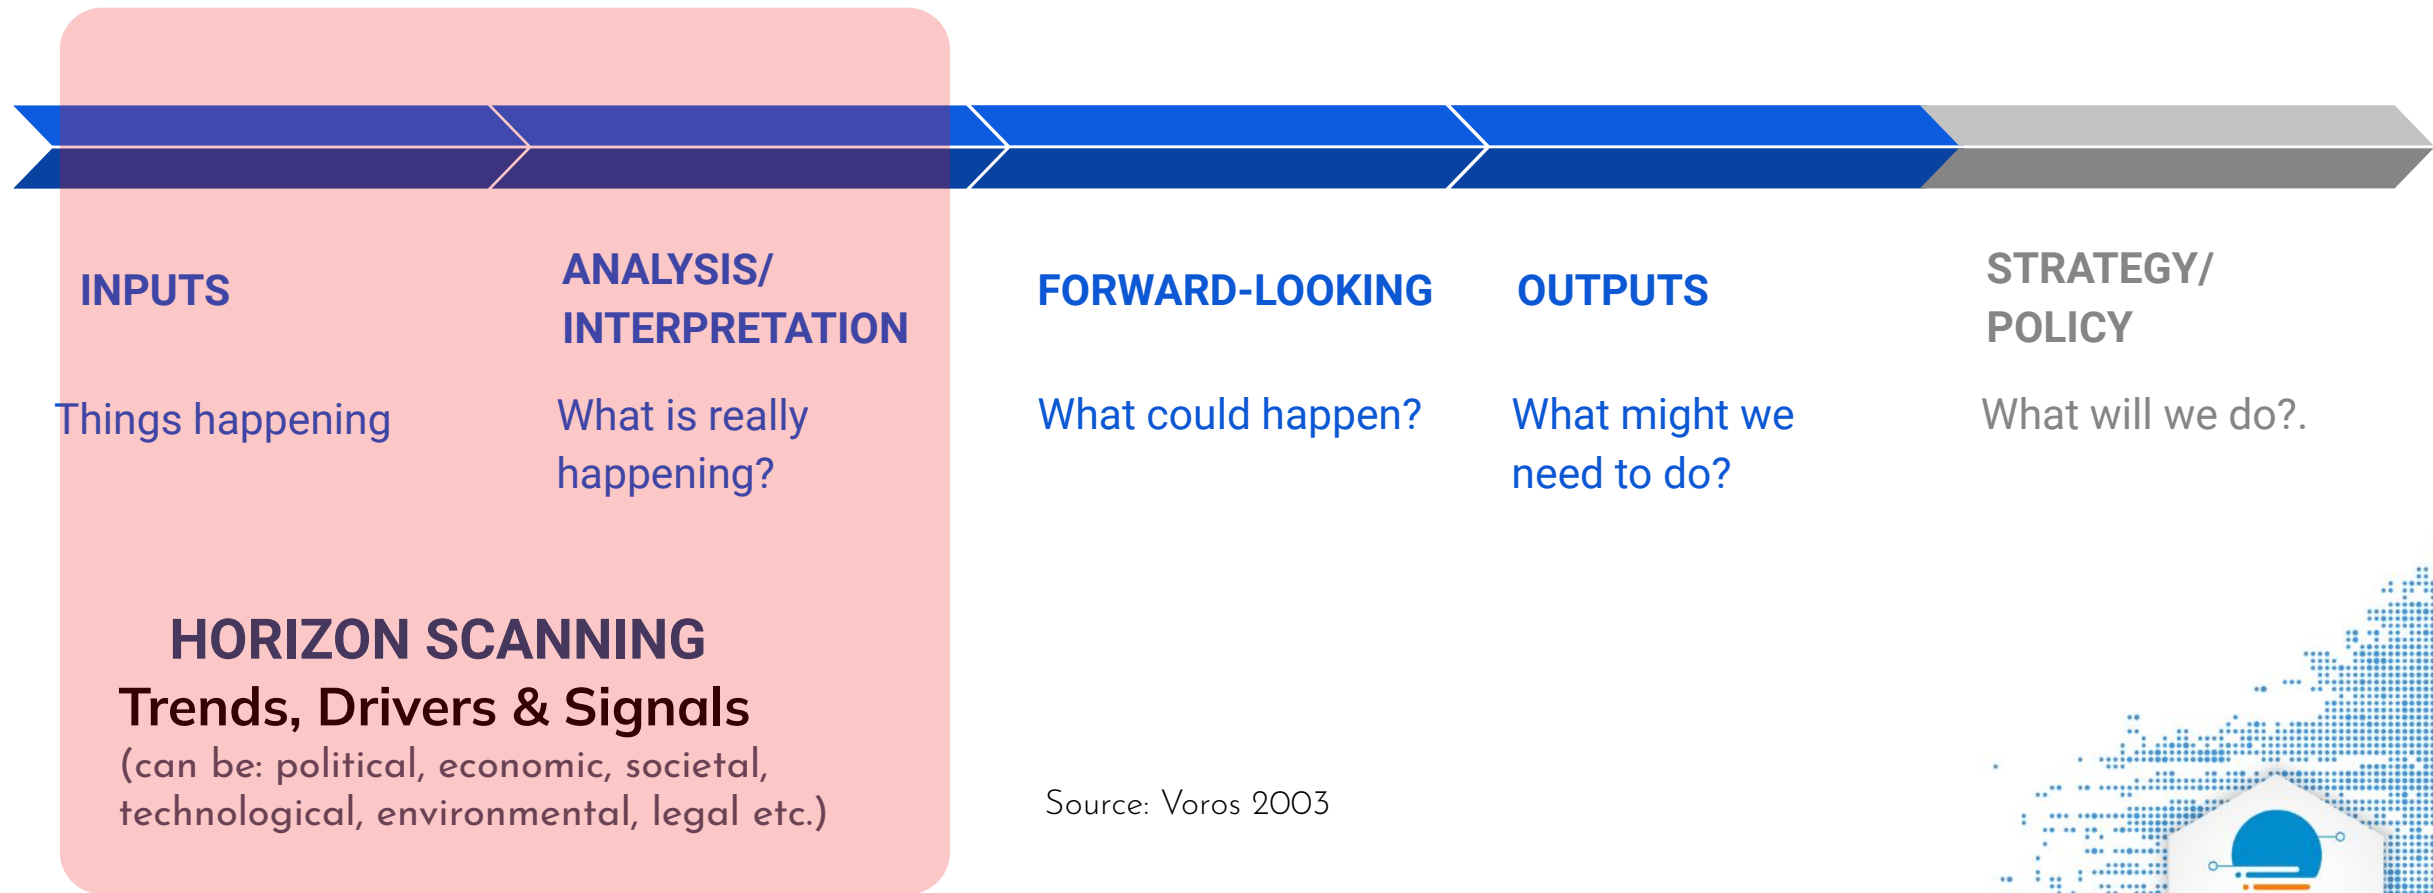 INPUTS
Things happening
ANALYSIS/
INTERPRETATION
What is really
happening?
FORWARD-LOOKING
What could happen?
OUTPUTS
What might we
need to do?
STRATEGY/
POLICY
What will we do?.
HORIZON SCANNING
Trends, Drivers & Signals
(can be: political, economic, societal,
technological, environmental, legal etc.)
Source: Voros 2003